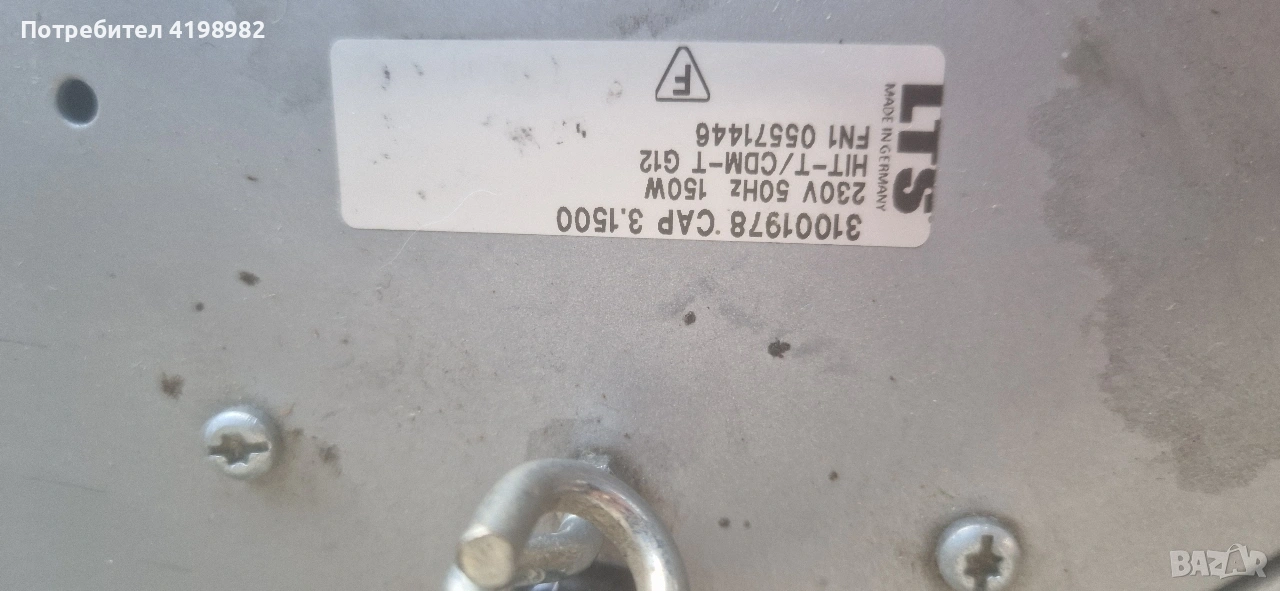 Потребител 4198982
31001978 CAP 3.1500
230V 50Hz 150W
HIT-T/CDM-T G12
FN1 05571446
F
LTS
MADE IN GERMANY
BAZAR